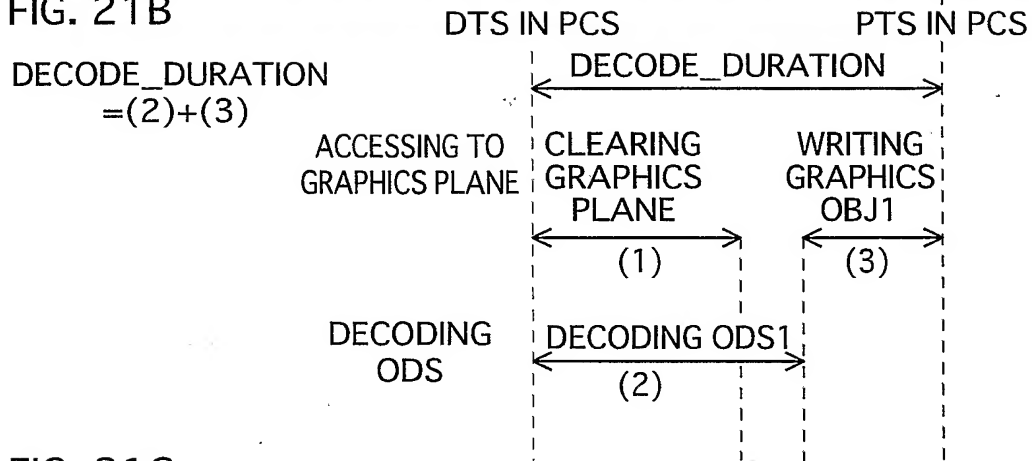 FIG. 21B
DTS IN PCS
PTS IN PCS
DECODE_DURATION
=(2)+(3)
DECODE_DURATION
ACCESSING TO
GRAPHICS PLANE
CLEARING
GRAPHICS
PLANE
(1)
WRITING
GRAPHICS
OBJ1
(3)
DECODING
ODS
DECODING ODS1
(2)